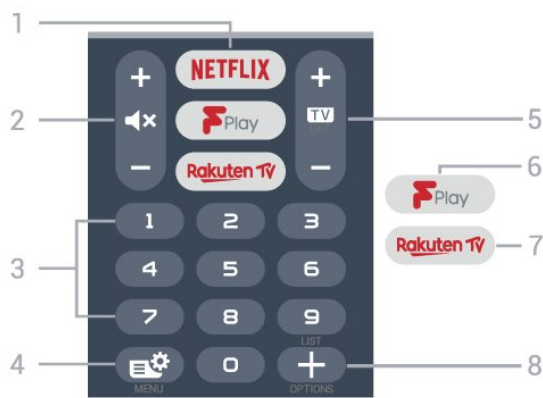 1
NETFLIX
+ +
2
TV
EXIT
5
F Play
6
− −
Rakuten TV
F Play
1 2 3
Rakuten TV
7
3
4 5 6
7 8 9
LIST
4
0
+
8
MENU
OPTIONS